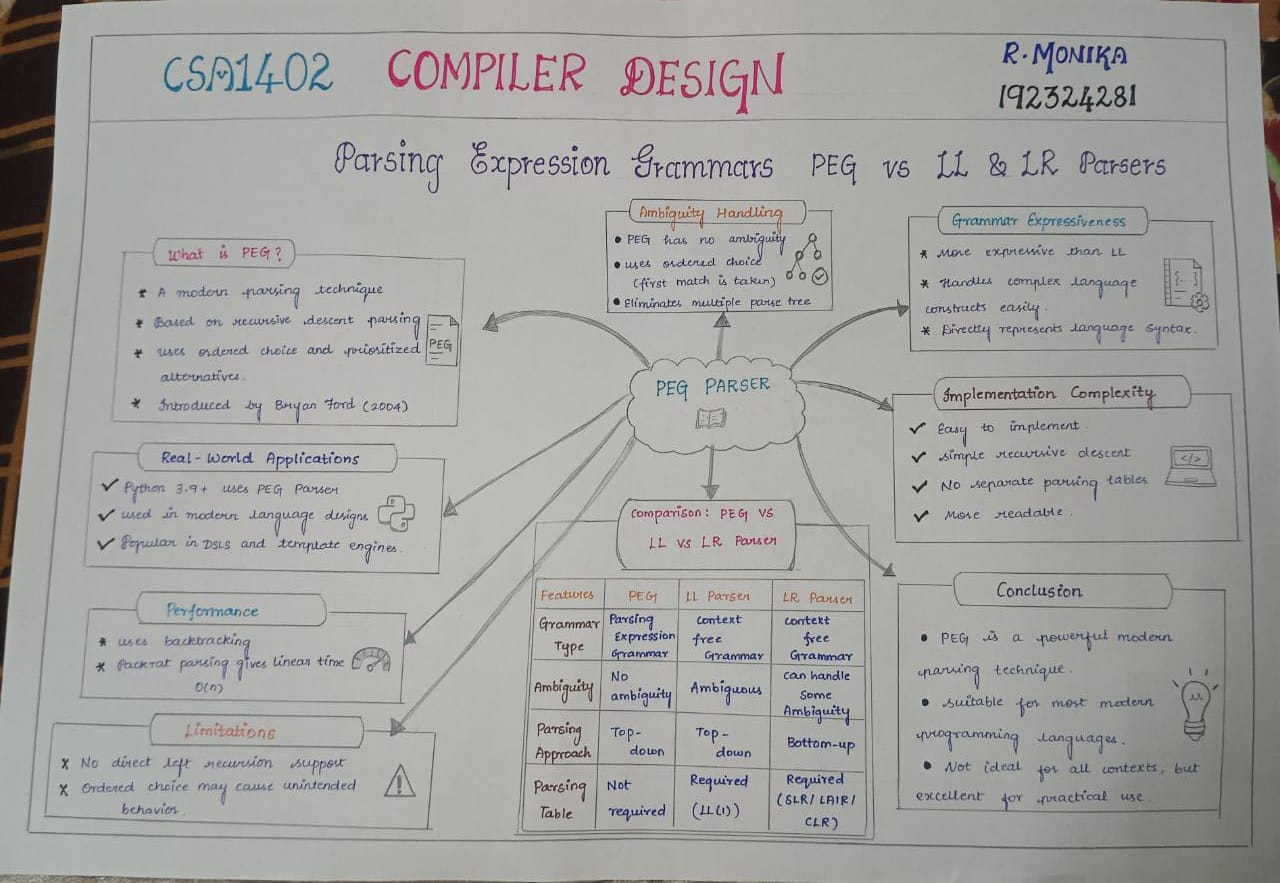 CSA1402 COMPILER DESIGN
R. MONIKA
192324281
Parsing Expression Grammars PEG vs LL & LR Parsers
What is PEG?
* A modern parsing technique
* Based on recursive descent parsing
* uses ordered choice and prioritized
alternatives.
* Introduced by Bryan Ford (2004)
PEG
Ambiguity Handling
• PEG has no ambiguity
• uses ordered choice
(first match is taken)
• Eliminates multiple parse tree
Grammar Expressiveness
* More expressive than LL
* Handles complex language
constructs easily.
* Directly represents language syntax.
{..}
PEG PARSER
Real-World Applications
✓ Python 3.9+ uses PEG Parser
✓ used in modern language designs
✓ Popular in DSLS and template engines.
Implementation Complexity
✓ Easy to implement.
✓ simple recursive descent
✓ No separate parsing tables
✓ More readable.
</>
Performance
* uses backtracking
* Packrat parsing gives linear time
O(n)
Limitations
x No direct left recursion support
x Ordered choice may cause unintended
behavior.
Comparison: PEG VS
LL vs LR Parser
Features PEG LL Parser LR Parser
Grammar Type Parsing Expression Grammar context free Grammar context free Grammar
Ambiguity No ambiguity Ambiguous can handle Some Ambiguity
Parsing Approach Top-down Top-down Bottom-up
Parsing Table Not required Required (LL(1)) Required (SLR/LALR/CLR)
Conclusion
• PEG is a powerful modern
parsing technique.
• suitable for most modern
programming languages.
• Not ideal for all contexts, but
excellent for practical use.